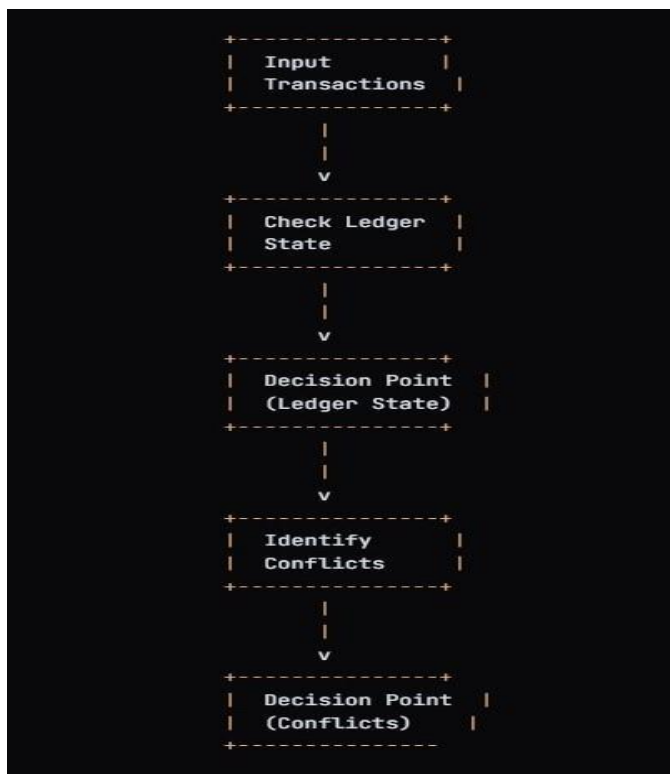 +----------------+
|  Input         |
|  Transactions  |
+----------------+
|
|
v
+----------------+
|  Check Ledger  |
|  State         |
+----------------+
|
|
v
+----------------+
|  Decision Point  |
|  (Ledger State)  |
+----------------+
|
|
v
+----------------+
|  Identify      |
|  Conflicts     |
+----------------+
|
|
v
+----------------+
|  Decision Point  |
|  (Conflicts)    |
+---------------